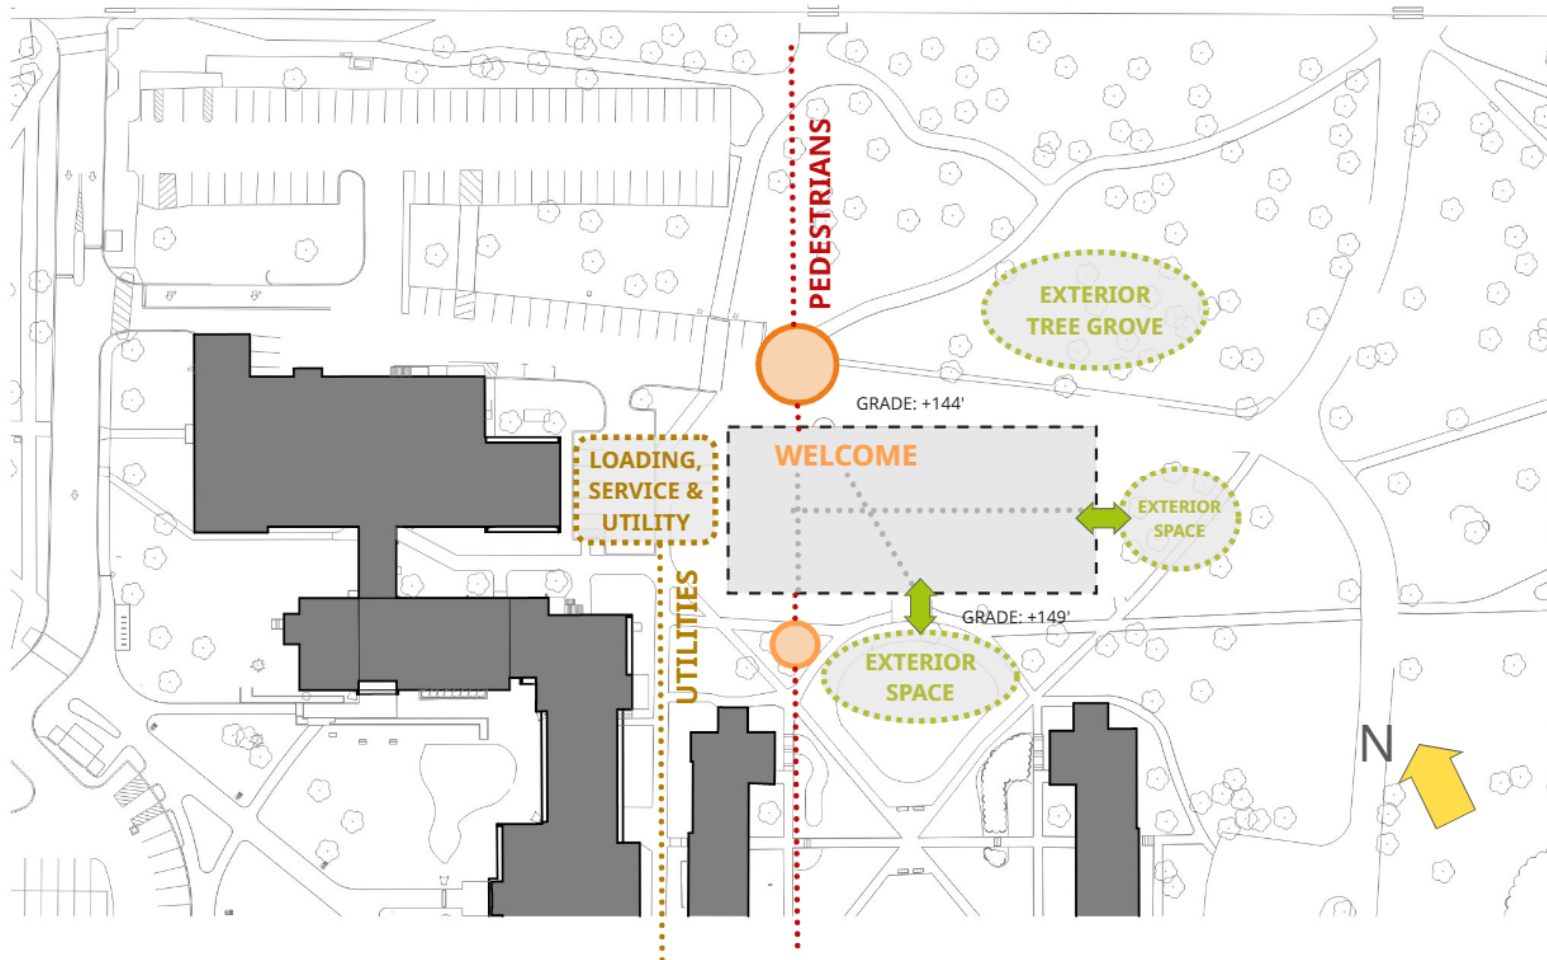 PEDESTRIANS
EXTERIOR
TREE GROVE
GRADE: +144'
WELCOME
LOADING,
SERVICE &
UTILITY
EXTERIOR
SPACE
UTILITIES
GRADE: +149'
EXTERIOR
SPACE
N